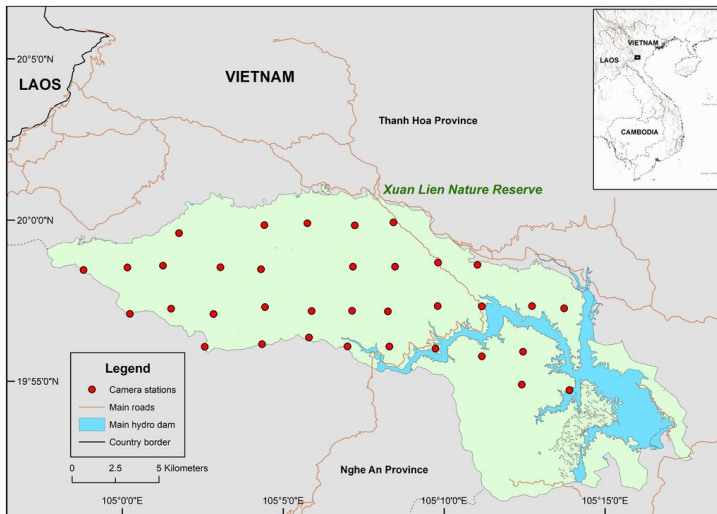 20°5'0"N
20°0'0"N
19°55'0"N
LAOS
VIETNAM
Thanh Hoa Province
Xuan Lien Nature Reserve
Nghe An Province
VIETNAM
LAOS
CAMBODIA
Legend
Camera stations
Main roads
Main hydro dam
Country border
0 2.5 5 Kilometers
105°0'0"E
105°5'0"E
105°10'0"E
105°15'0"E